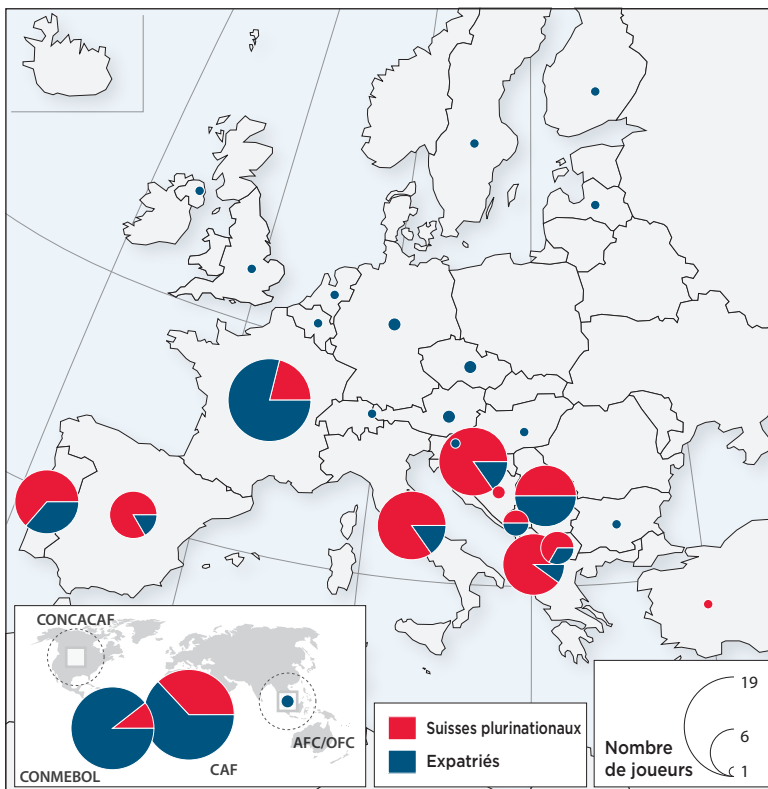 CONCACAF
CONMEBOL
CAF
AFC/OFC
Suisses plurinationaux
Expatriés
19
6
1
Nombre
de joueurs